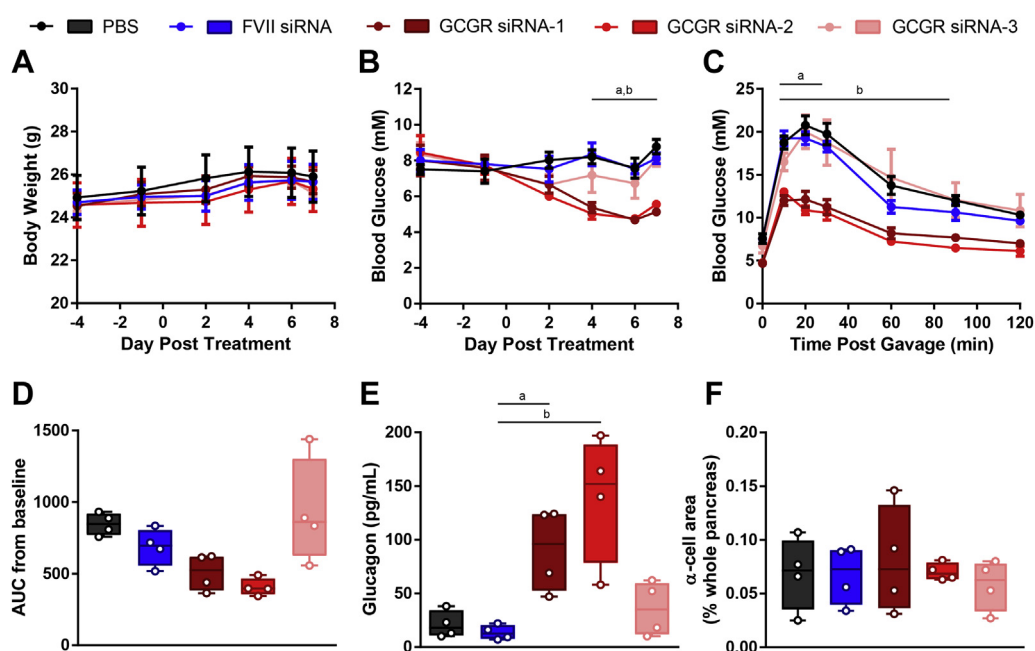 PBS FVII siRNA GCGR siRNA-1 GCGR siRNA-2 GCGR siRNA-3
A
Body Weight (g)
28
26
24
22
20
-4 -2 0 2 4 6 8
Day Post Treatment
B
Blood Glucose (mM)
a,b
12
10
8
6
4
2
0
-4 -2 0 2 4 6 8
Day Post Treatment
C
Blood Glucose (mM)
a
b
25
20
15
10
5
0
0 20 40 60 80 100 120
Time Post Gavage (min)
D
AUC from baseline
1500
1000
500
0
E
Glucagon (pg/mL)
a
b
200
150
100
50
0
F
α-cell area
(% whole pancreas)
0.20
0.15
0.10
0.05
0.00